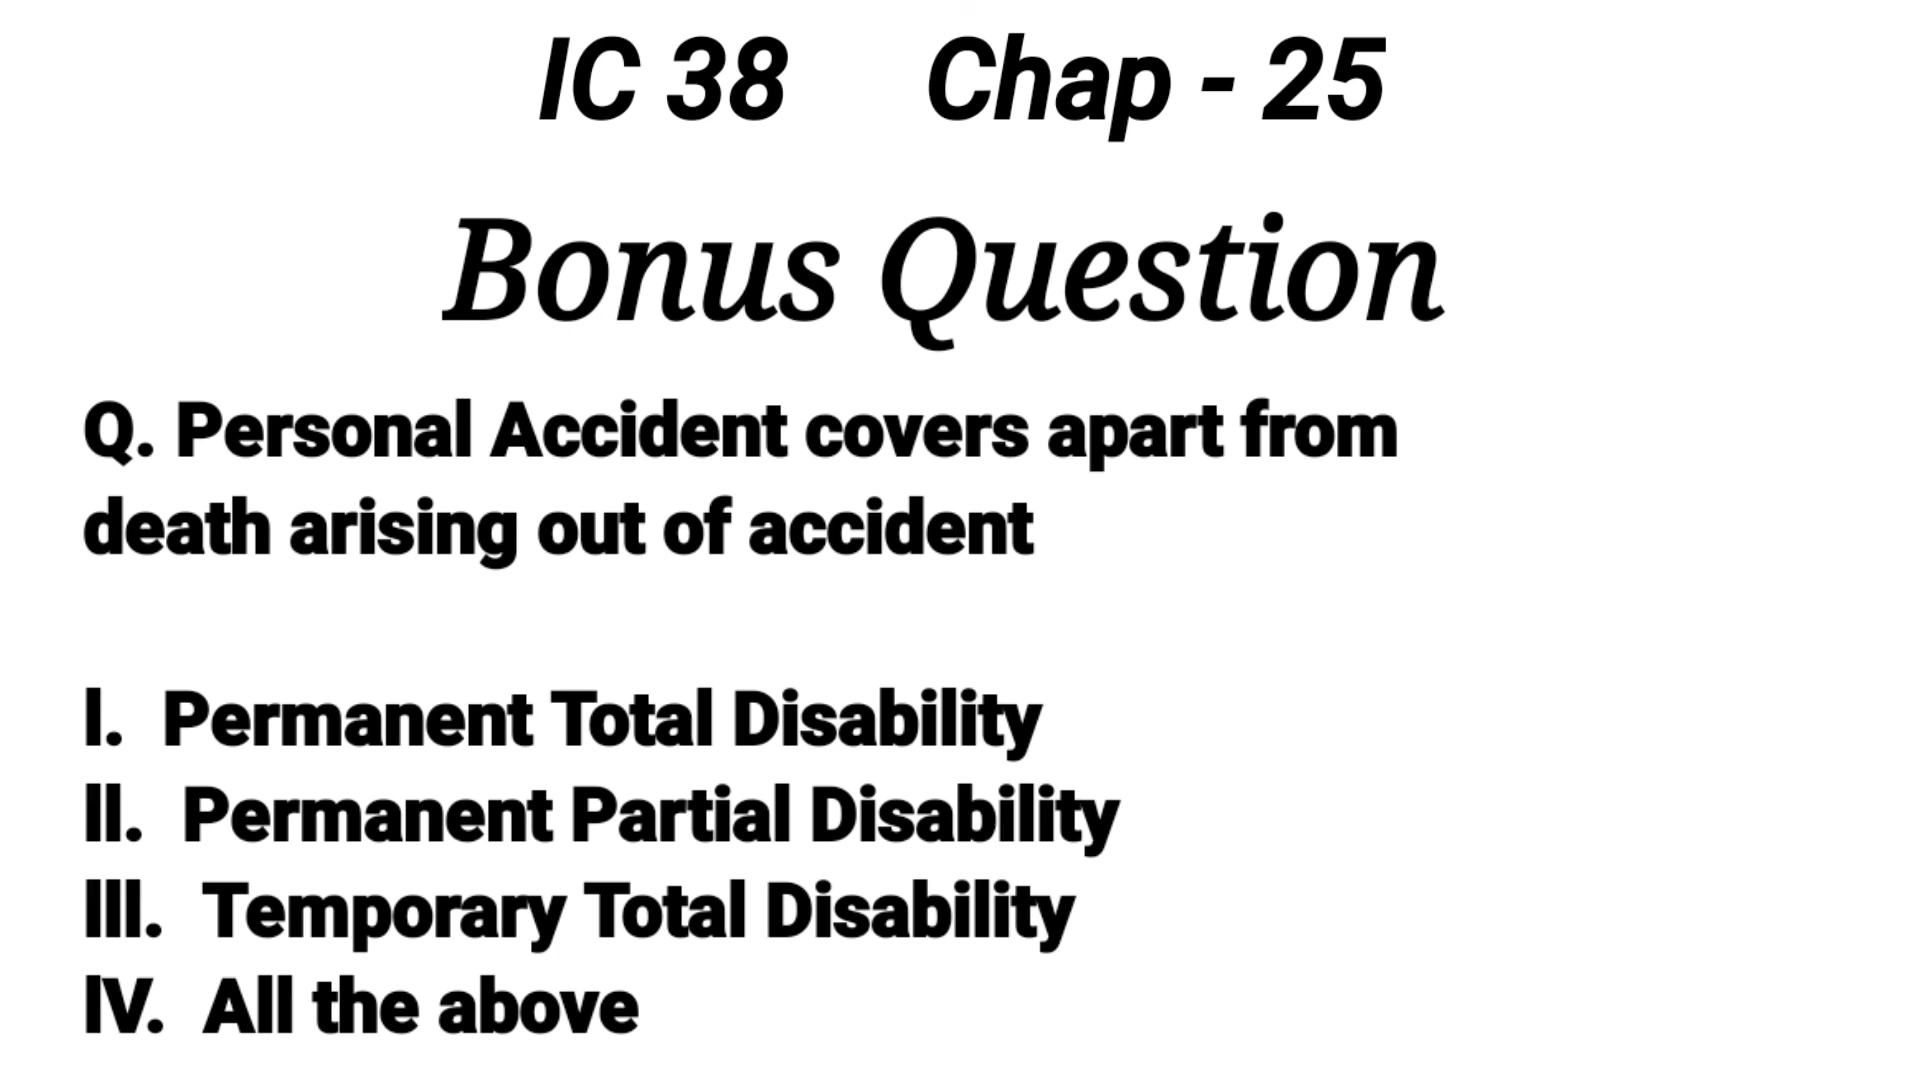 IC 38 Chap - 25
Bonus Question
Q. Personal Accident covers apart from
death arising out of accident
I. Permanent Total Disability
II. Permanent Partial Disability
III. Temporary Total Disability
IV. All the above